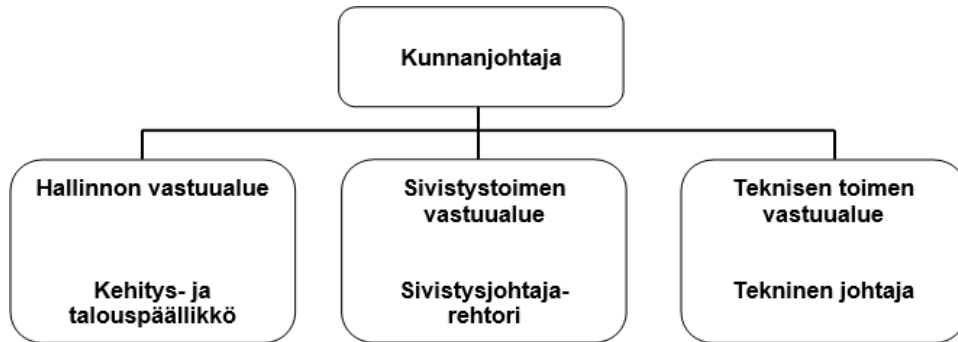 Kunnanjohtaja
Hallinnon vastuualue
Kehitys- ja
talouspäällikkö
Sivistystoimen
vastuualue
Sivistysjohtaja-
rehtori
Teknisen toimen
vastuualue
Tekninen johtaja